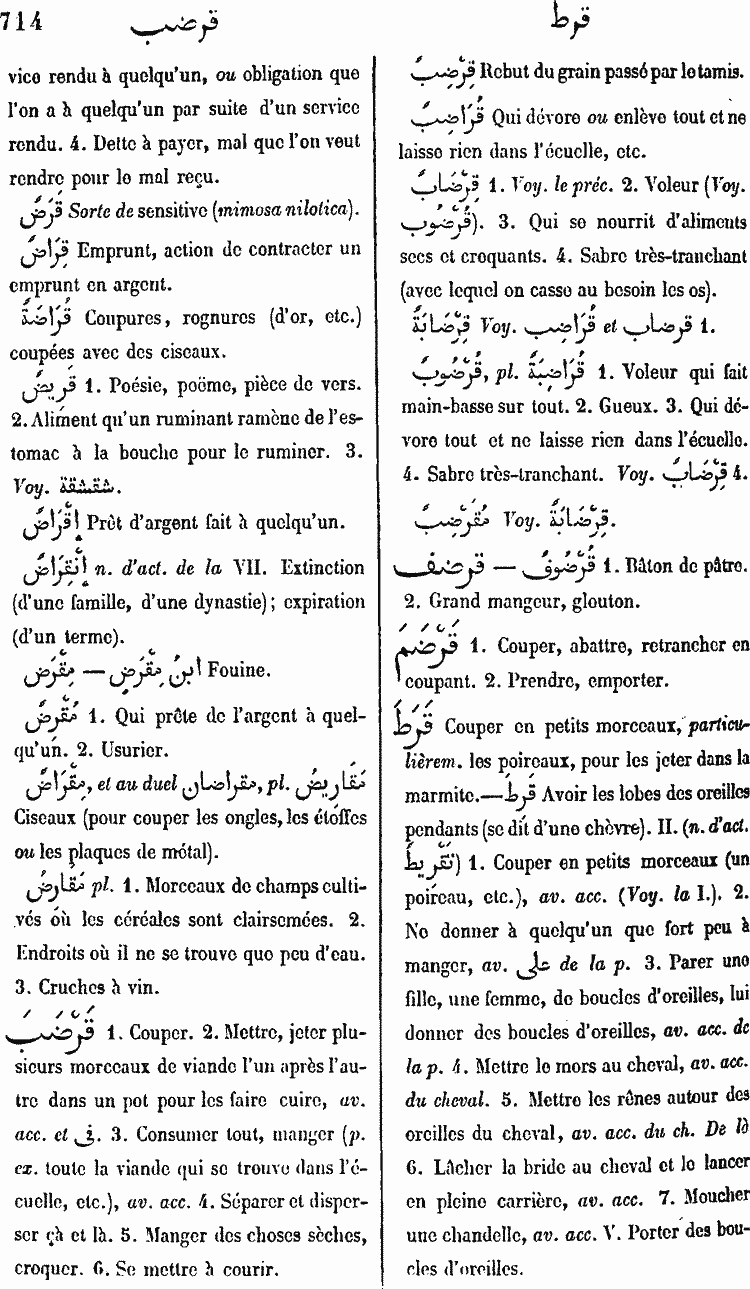 714
قرضب
قرط
vice rendu à quelqu'un, ou obligation que
l'on a à quelqu'un par suite d'un service
rendu. 4. Dette à payer, mal que l'on veut
rendre pour le mal reçu.
قَرَضٌ Sorte de sensitive (mimosa nilotica).
قِرَاضٌ Emprunt, action de contracter un
emprunt en argent.
قُرَاضَةٌ Coupures, rognures (d'or, etc.)
coupées avec des ciseaux.
قَرِيضٌ 1. Poésie, poëme, pièce de vers.
2. Aliment qu'un ruminant ramène de l'es-
tomac à la bouche pour le ruminer. 3.
Voy. شقشقة.
إِقْرَاضٌ Prêt d'argent fait à quelqu'un.
إِنْقِرَاضٌ n. d'act. de la VII. Extinction
(d'une famille, d'une dynastie); expiration
(d'un terme).
مِقْرَض — ابنُ مِقْرَضٍ Fouine.
مُقْرِضٌ 1. Qui prête de l'argent à quel-
qu'un. 2. Usurier.
مِقْرَاضٌ, et au duel مقراضان, pl. مَقَارِيضُ
Ciseaux (pour couper les ongles, les étoffes
ou les plaques de métal).
مَقَارِضُ pl. 1. Morceaux de champs culti-
vés où les céréales sont clairsemées. 2.
Endroits où il ne se trouve que peu d'eau.
3. Cruches à vin.
قَرْضَبَ 1. Couper. 2. Mettre, jeter plu-
sieurs morceaux de viande l'un après l'au-
tre dans un pot pour les faire cuire, av.
acc. et فى. 3. Consumer tout, manger (p.
ex. toute la viande qui se trouve dans l'é-
cuelle, etc.), av. acc. 4. Séparer et disper-
ser çà et là. 5. Manger des choses sèches,
croquer. 6. Se mettre à courir.
قِرْضِبٌ Rebut du grain passé par le tamis.
قُرَاضِبٌ Qui dévore ou enlève tout et ne
laisse rien dans l'écuelle, etc.
قِرْضَابٌ 1. Voy. le préc. 2. Voleur (Voy.
قُرْضُوب). 3. Qui se nourrit d'aliments
secs et croquants. 4. Sabre très-tranchant
(avec lequel on casse au besoin les os).
قِرْضَابَةٌ Voy. قُرَاضِب et قرضاب 1.
قُرْضُوبٌ, pl. قَرَاضِبَةٌ 1. Voleur qui fait
main-basse sur tout. 2. Gueux. 3. Qui dé-
vore tout et ne laisse rien dans l'écuelle.
4. Sabre très-tranchant. Voy. قِرْضَابٌ 4.
مُقَرْضِبٌ Voy. قِرْضَابَةٌ.
قرضف — قُرْضُوفٌ 1. Bâton de pâtre.
2. Grand mangeur, glouton.
قَرْضَمَ 1. Couper, abattre, retrancher en
coupant. 2. Prendre, emporter.
قَرَطَ Couper en petits morceaux, particu-
lièrem. les poireaux, pour les jeter dans la
marmite.—قَرِطَ Avoir les lobes des oreilles
pendants (se dit d'une chèvre). II. (n. d'act.
تَقْرِيطٌ) 1. Couper en petits morceaux (un
poireau, etc.), av. acc. (Voy. la I.). 2.
Ne donner à quelqu'un que fort peu à
manger, av. على de la p. 3. Parer une
fille, une femme, de boucles d'oreilles, lui
donner des boucles d'oreilles, av. acc. de
la p. 4. Mettre le mors au cheval, av. acc.
du cheval. 5. Mettre les rênes autour des
oreilles du cheval, av. acc. du ch. De là
6. Lâcher la bride au cheval et le lancer
en pleine carrière, av. acc. 7. Moucher
une chandelle, av. acc. V. Porter des bou-
cles d'oreilles.